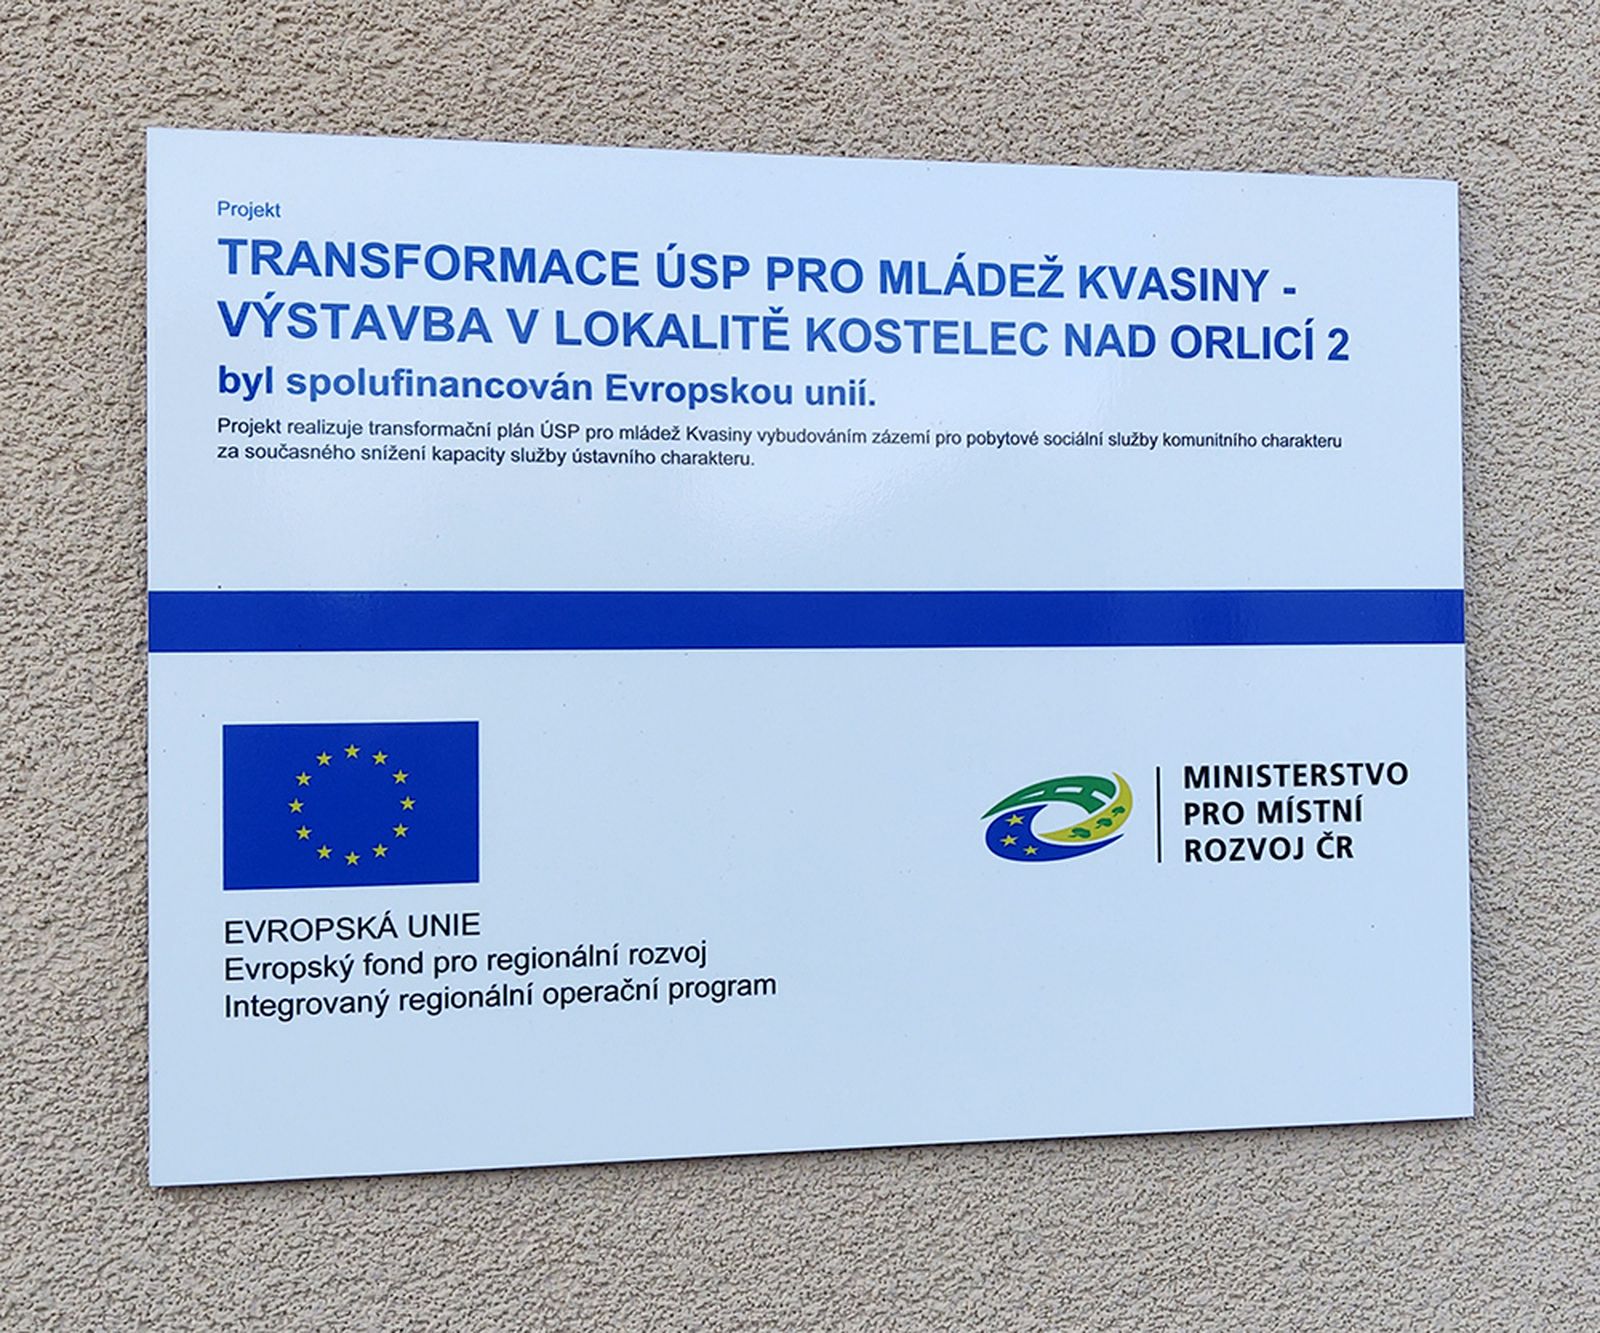 Projekt
TRANSFORMACE ÚSP PRO MLÁDEŽ KVASINY -
VÝSTAVBA V LOKALITĚ KOSTELEC NAD ORLICÍ 2
byl spolufinancován Evropskou unií.
Projekt realizuje transformační plán ÚSP pro mládež Kvasiny vybudováním zázemí pro pobytové sociální služby komunitního charakteru
za současného snížení kapacity služby ústavního charakteru.
EVROPSKÁ UNIE
Evropský fond pro regionální rozvoj
Integrovaný regionální operační program
MINISTERSTVO
PRO MÍSTNÍ
ROZVOJ ČR